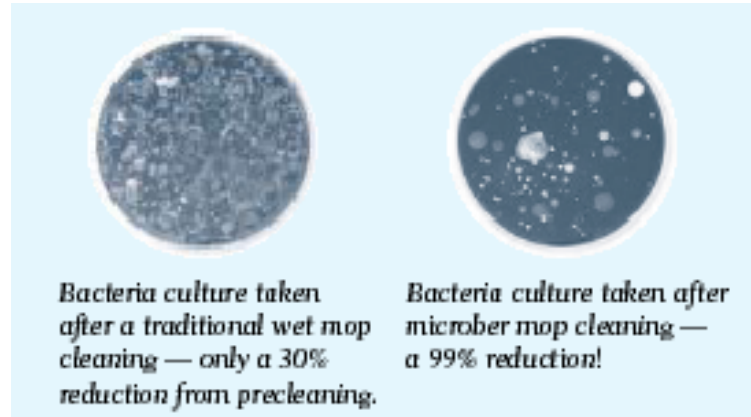 Bacteria culture taken
after a traditional wet mop
cleaning — only a 30%
reduction from precleaning.
Bacteria culture taken after
microber mop cleaning —
a 99% reduction!